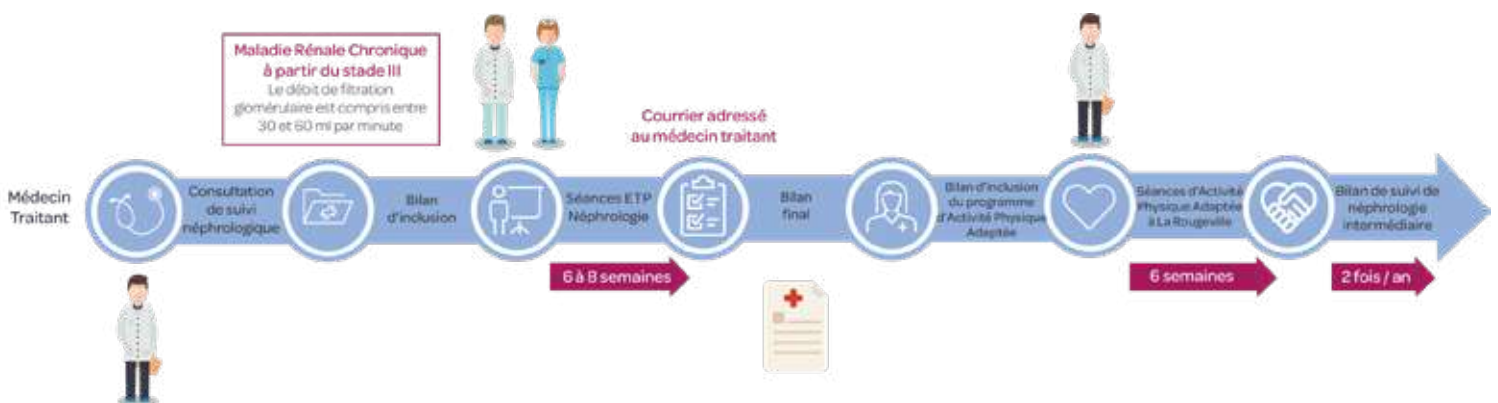 Maladie Rénale Chronique
à partir du stade III
Le débit de filtration
glomérulaire est compris entre
30 et 60 ml par minute
Courrier adressé
au médecin traitant
Médecin
Traitant
Consultation
de suivi
néphrologique
Bilan
d'inclusion
Séances ETP
Néphrologie
Bilan
final
Bilan d'inclusion
du programme
d'Activité Physique
Adaptée
Séances d'Activité
Physique Adaptée
à La Rougeville
Bilan de suivi de
néphrologie
intermédiaire
6 à 8 semaines
6 semaines
2 fois / an